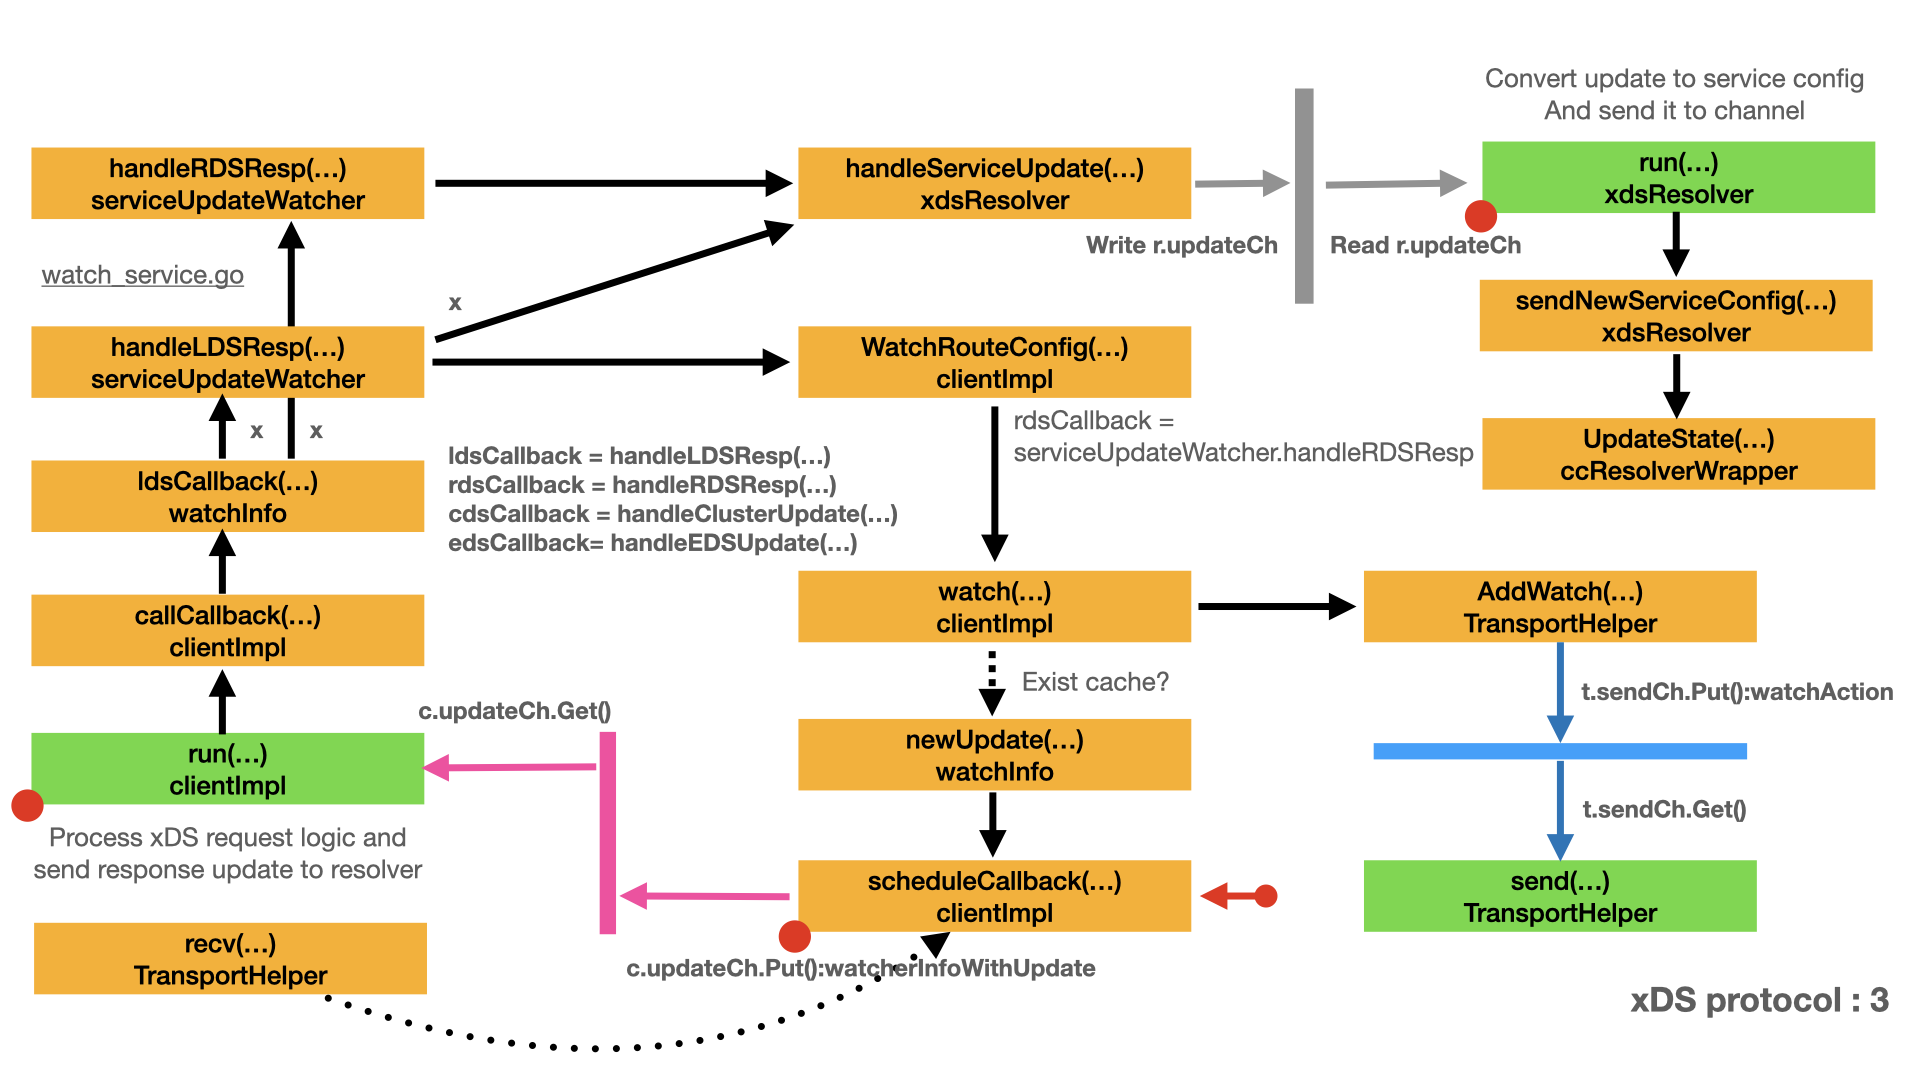 Convert update to service config
And send it to channel
handleRDSResp(…)
serviceUpdateWatcher
handleServiceUpdate(…)
xdsResolver
run(…)
xdsResolver
Write r.updateCh
Read r.updateCh
watch_service.go
x
sendNewServiceConfig(…)
xdsResolver
handleLDSResp(…)
serviceUpdateWatcher
WatchRouteConfig(…)
clientImpl
rdsCallback =
serviceUpdateWatcher.handleRDSResp
UpdateState(…)
ccResolverWrapper
x
x
ldsCallback = handleLDSResp(…)
rdsCallback = handleRDSResp(…)
cdsCallback = handleClusterUpdate(…)
edsCallback= handleEDSUpdate(…)
ldsCallback(…)
watchInfo
callCallback(…)
clientImpl
watch(…)
clientImpl
AddWatch(…)
TransportHelper
Exist cache?
t.sendCh.Put():watchAction
c.updateCh.Get()
run(…)
clientImpl
newUpdate(…)
watchInfo
t.sendCh.Get()
Process xDS request logic and
send response update to resolver
scheduleCallback(…)
clientImpl
send(…)
TransportHelper
recv(…)
TransportHelper
c.updateCh.Put():watcherInfoWithUpdate
xDS protocol : 3